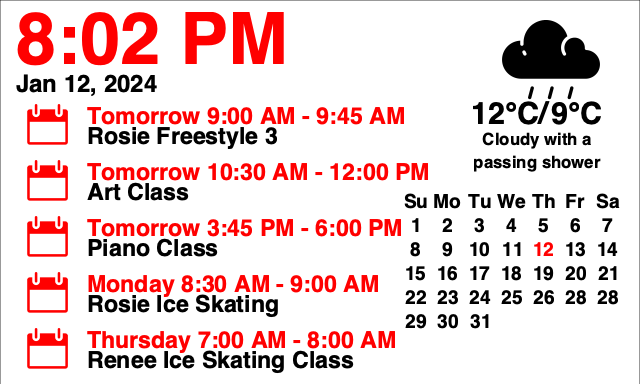 8:02 PM
Jan 12, 2024
Tomorrow 9:00 AM - 9:45 AM
Rosie Freestyle 3
Tomorrow 10:30 AM - 12:00 PM
Art Class
Tomorrow 3:45 PM - 6:00 PM
Piano Class
Monday 8:30 AM - 9:00 AM
Rosie Ice Skating
Thursday 7:00 AM - 8:00 AM
Renee Ice Skating Class
12°C/9°C
Cloudy with a
passing shower
Su Mo Tu We Th Fr Sa
1 2 3 4 5 6 7
8 9 10 11 12 13 14
15 16 17 18 19 20 21
22 23 24 25 26 28 28
29 30 31